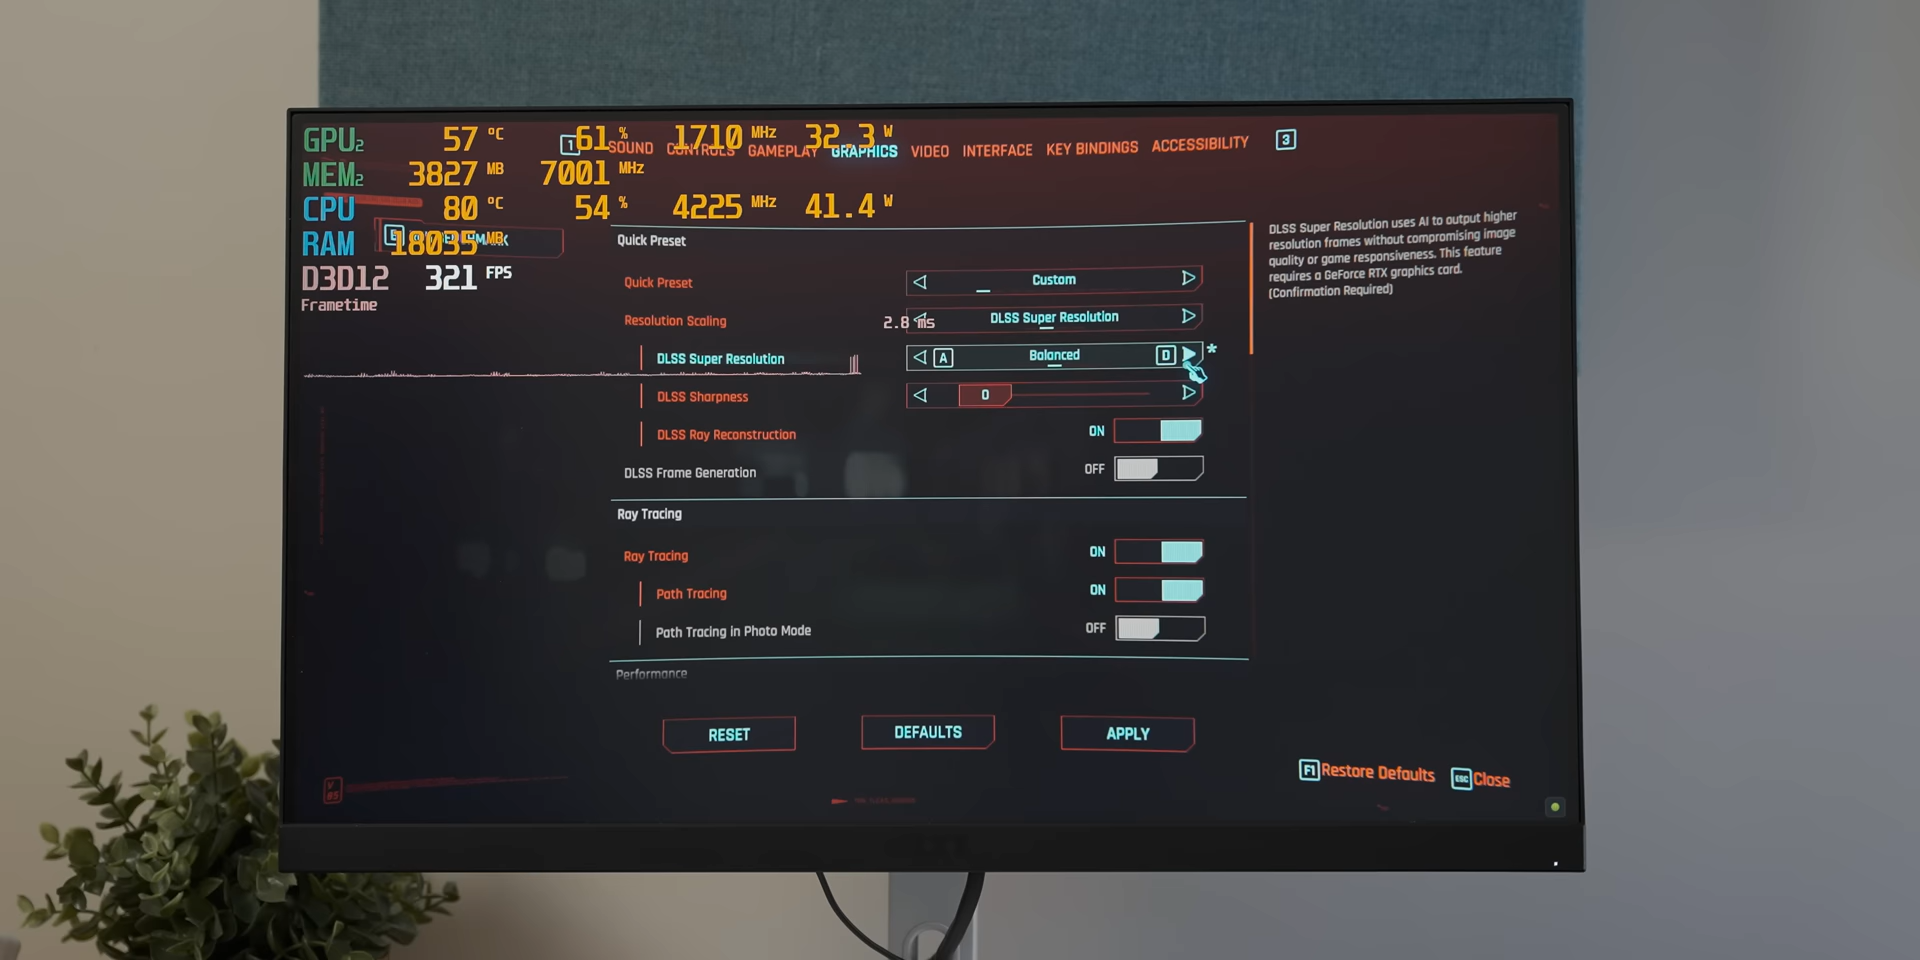 GPU2 57 °C 61 % 1710 MHz 32.3 W
1 SOUND CONTROLS GAMEPLAY GRAPHICS VIDEO INTERFACE KEY BINDINGS ACCESSIBILITY 3
MEM2 3827 MB 7001 MHz
CPU 80 °C 54 % 4225 MHz 41.4 W
RAM 18035 MB
D3D12 321 FPS
Frametime
2.8 ms
Quick Preset
Quick Preset Custom
Resolution Scaling DLSS Super Resolution
DLSS Super Resolution A Balanced D *
DLSS Sharpness 0
DLSS Ray Reconstruction ON
DLSS Frame Generation OFF
Ray Tracing
Ray Tracing ON
Path Tracing ON
Path Tracing in Photo Mode OFF
Performance
RESET DEFAULTS APPLY
DLSS Super Resolution uses AI to output higher
resolution frames without compromising image
quality or game responsiveness. This feature
requires a GeForce RTX graphics card.
(Confirmation Required)
F1 Restore Defaults ESC Close
V
85